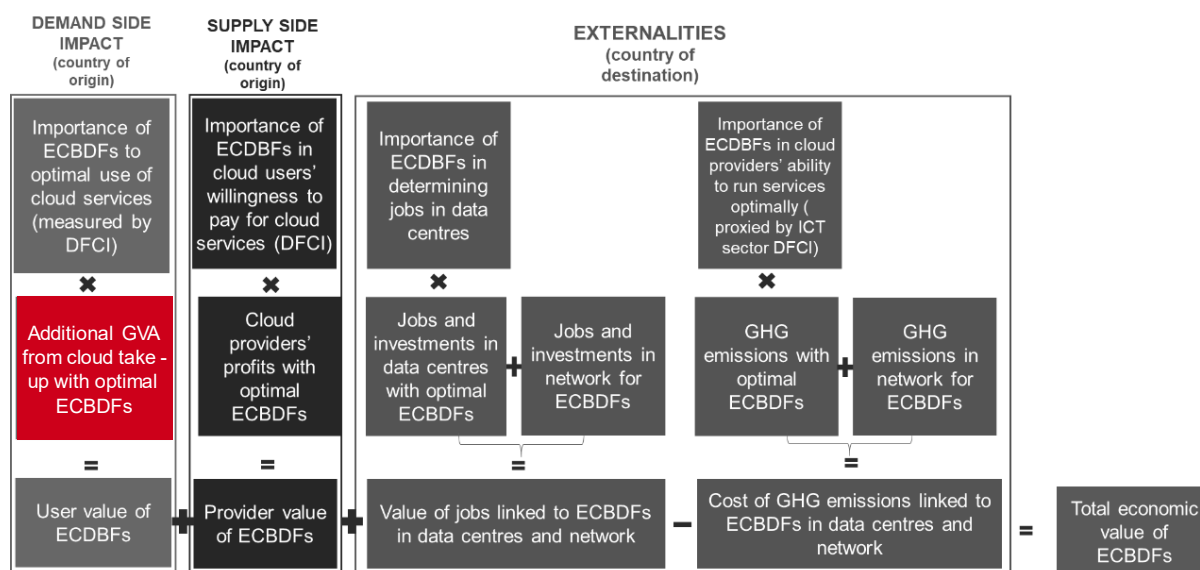 DEMAND SIDE
IMPACT
(country of
origin)
SUPPLY SIDE
IMPACT
(country of
origin)
EXTERNALITIES
(country of
destination)
Importance of
ECBDFs to
optimal use of
cloud services
(measured by
DFCI)
Importance of
ECDBFs in
cloud users'
willingness to
pay for cloud
services (DFCI)
Importance of
ECDBFs in
determining
jobs in data
centres
Importance of
ECDBFs in cloud
providers' ability
to run services
optimally (
proxied by ICT
sector DFCI)
×
×
×
×
Additional GVA
from cloud take -
up with optimal
ECBDFs
Cloud
providers'
profits with
optimal
ECBDFs
Jobs and
investments in
data centres
with optimal
ECBDFs
+
Jobs and
investments in
network for
ECBDFs
GHG
emissions with
optimal
ECBDFs
+
GHG
emissions in
network for
ECBDFs
=
=
=
=
User value of
ECDBFs
+
Provider value
of ECBDFs
+
Value of jobs linked to ECBDFs
in data centres and network
−
Cost of GHG emissions linked to
ECBDFs in data centres and
network
=
Total economic
value of
ECBDFs